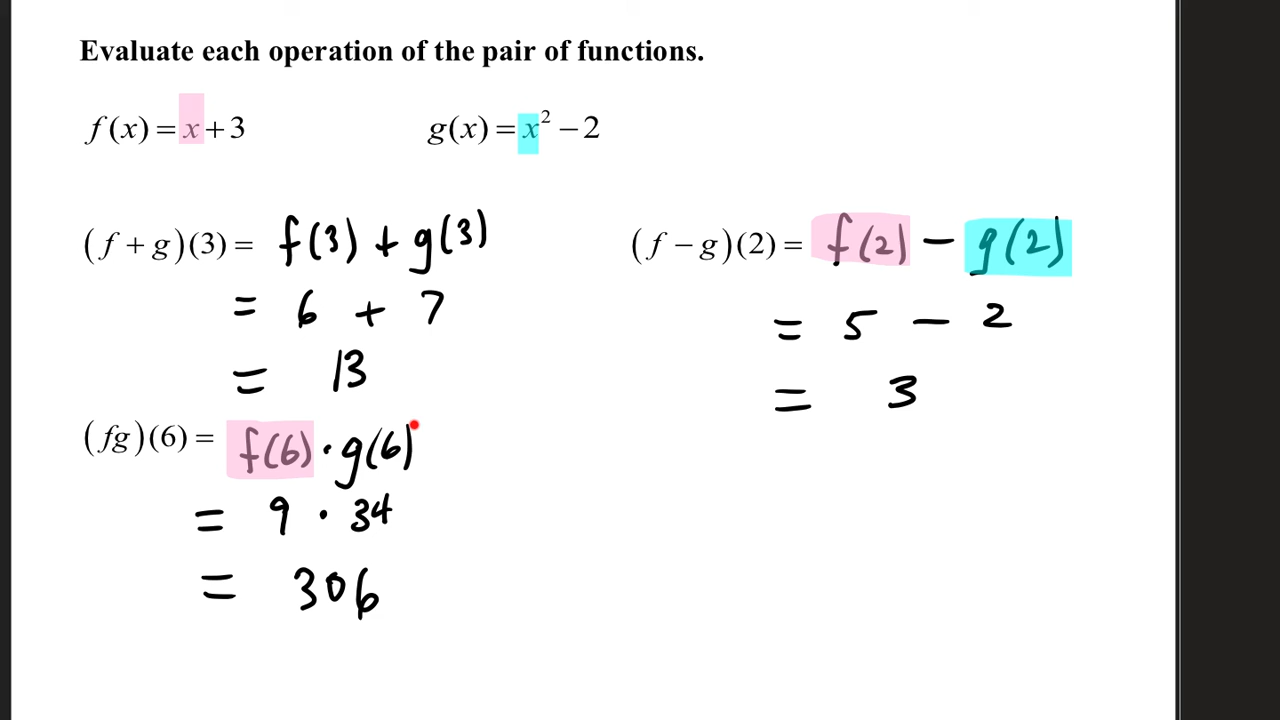 Evaluate each operation of the pair of functions.
f(x) = x + 3
g(x) = x² − 2
(f + g)(3) = f(3) + g(3)
= 6 + 7
= 13
(f − g)(2) = f(2) − g(2)
= 5 − 2
= 3
(fg)(6) = f(6) · g(6)
= 9 · 34
= 306